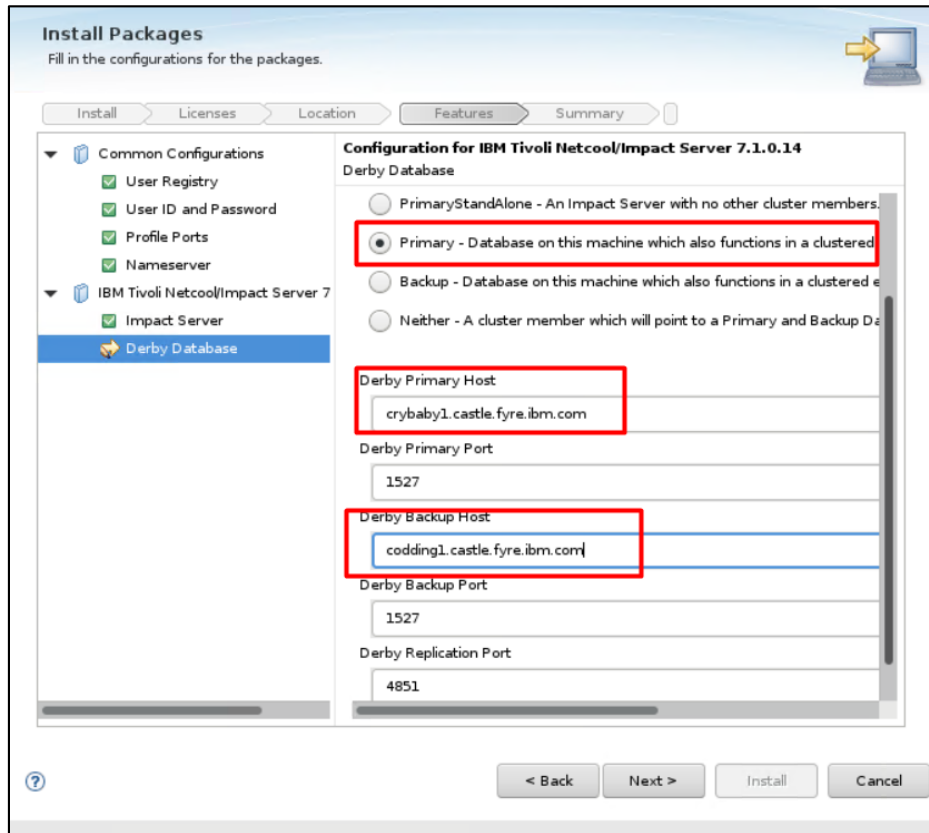 Install Packages
Fill in the configurations for the packages.
Install Licenses Location Features Summary
Common Configurations
User Registry
User ID and Password
Profile Ports
Nameserver
IBM Tivoli Netcool/Impact Server 7
Impact Server
Derby Database
Configuration for IBM Tivoli Netcool/Impact Server 7.1.0.14
Derby Database
PrimaryStandAlone - An Impact Server with no other cluster members.
Primary - Database on this machine which also functions in a clustered
Backup - Database on this machine which also functions in a clustered e
Neither - A cluster member which will point to a Primary and Backup Da
Derby Primary Host
crybaby1.castle.fyre.ibm.com
Derby Primary Port
1527
Derby Backup Host
codding1.castle.fyre.ibm.com
Derby Backup Port
1527
Derby Replication Port
4851
? < Back Next > Install Cancel